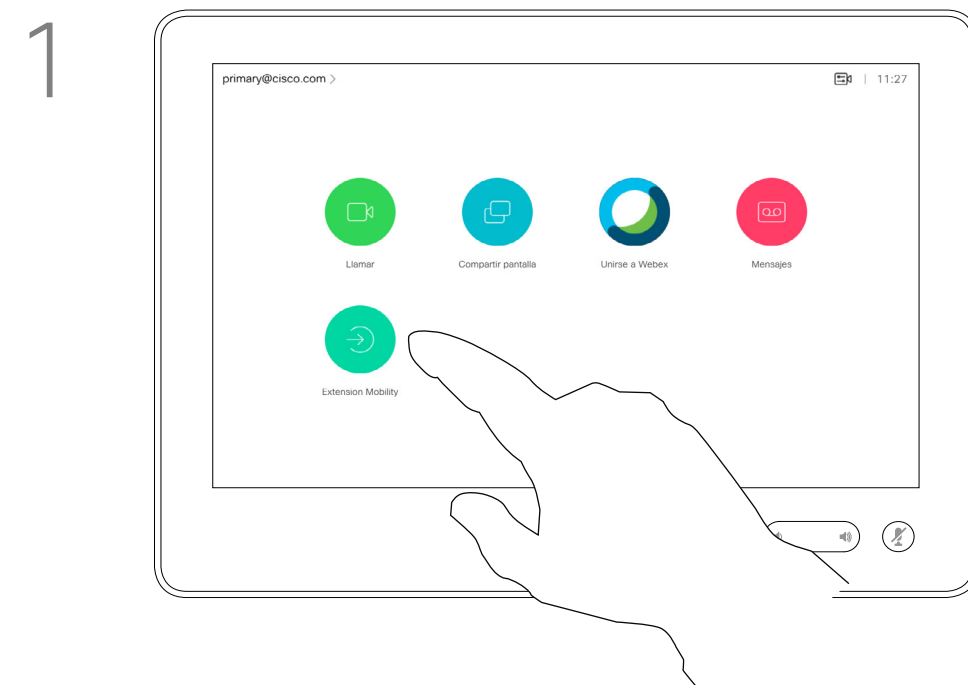 1
primary@cisco.com >
11:27
Llamar
Compartir pantalla
Unirse a Webex
Mensajes
Extension Mobility